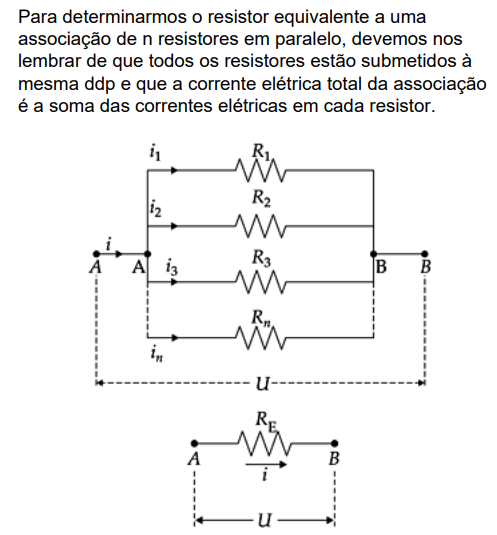 Para determinarmos o resistor equivalente a uma
associação de n resistores em paralelo, devemos nos
lembrar de que todos os resistores estão submetidos à
mesma ddp e que a corrente elétrica total da associação
é a soma das correntes elétricas em cada resistor.
i₁ R₁
i₂ R₂
i A A i₃ R₃ B B
iₙ Rₙ
U
R_E
A i B
U